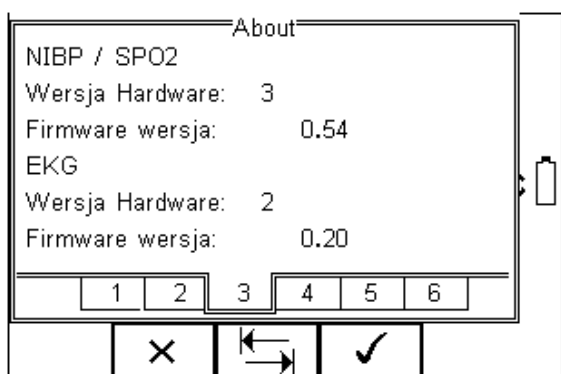 About
NIBP / SPO2
Wersja Hardware: 3
Firmware wersja: 0.54
EKG
Wersja Hardware: 2
Firmware wersja: 0.20
1 2 3 4 5 6